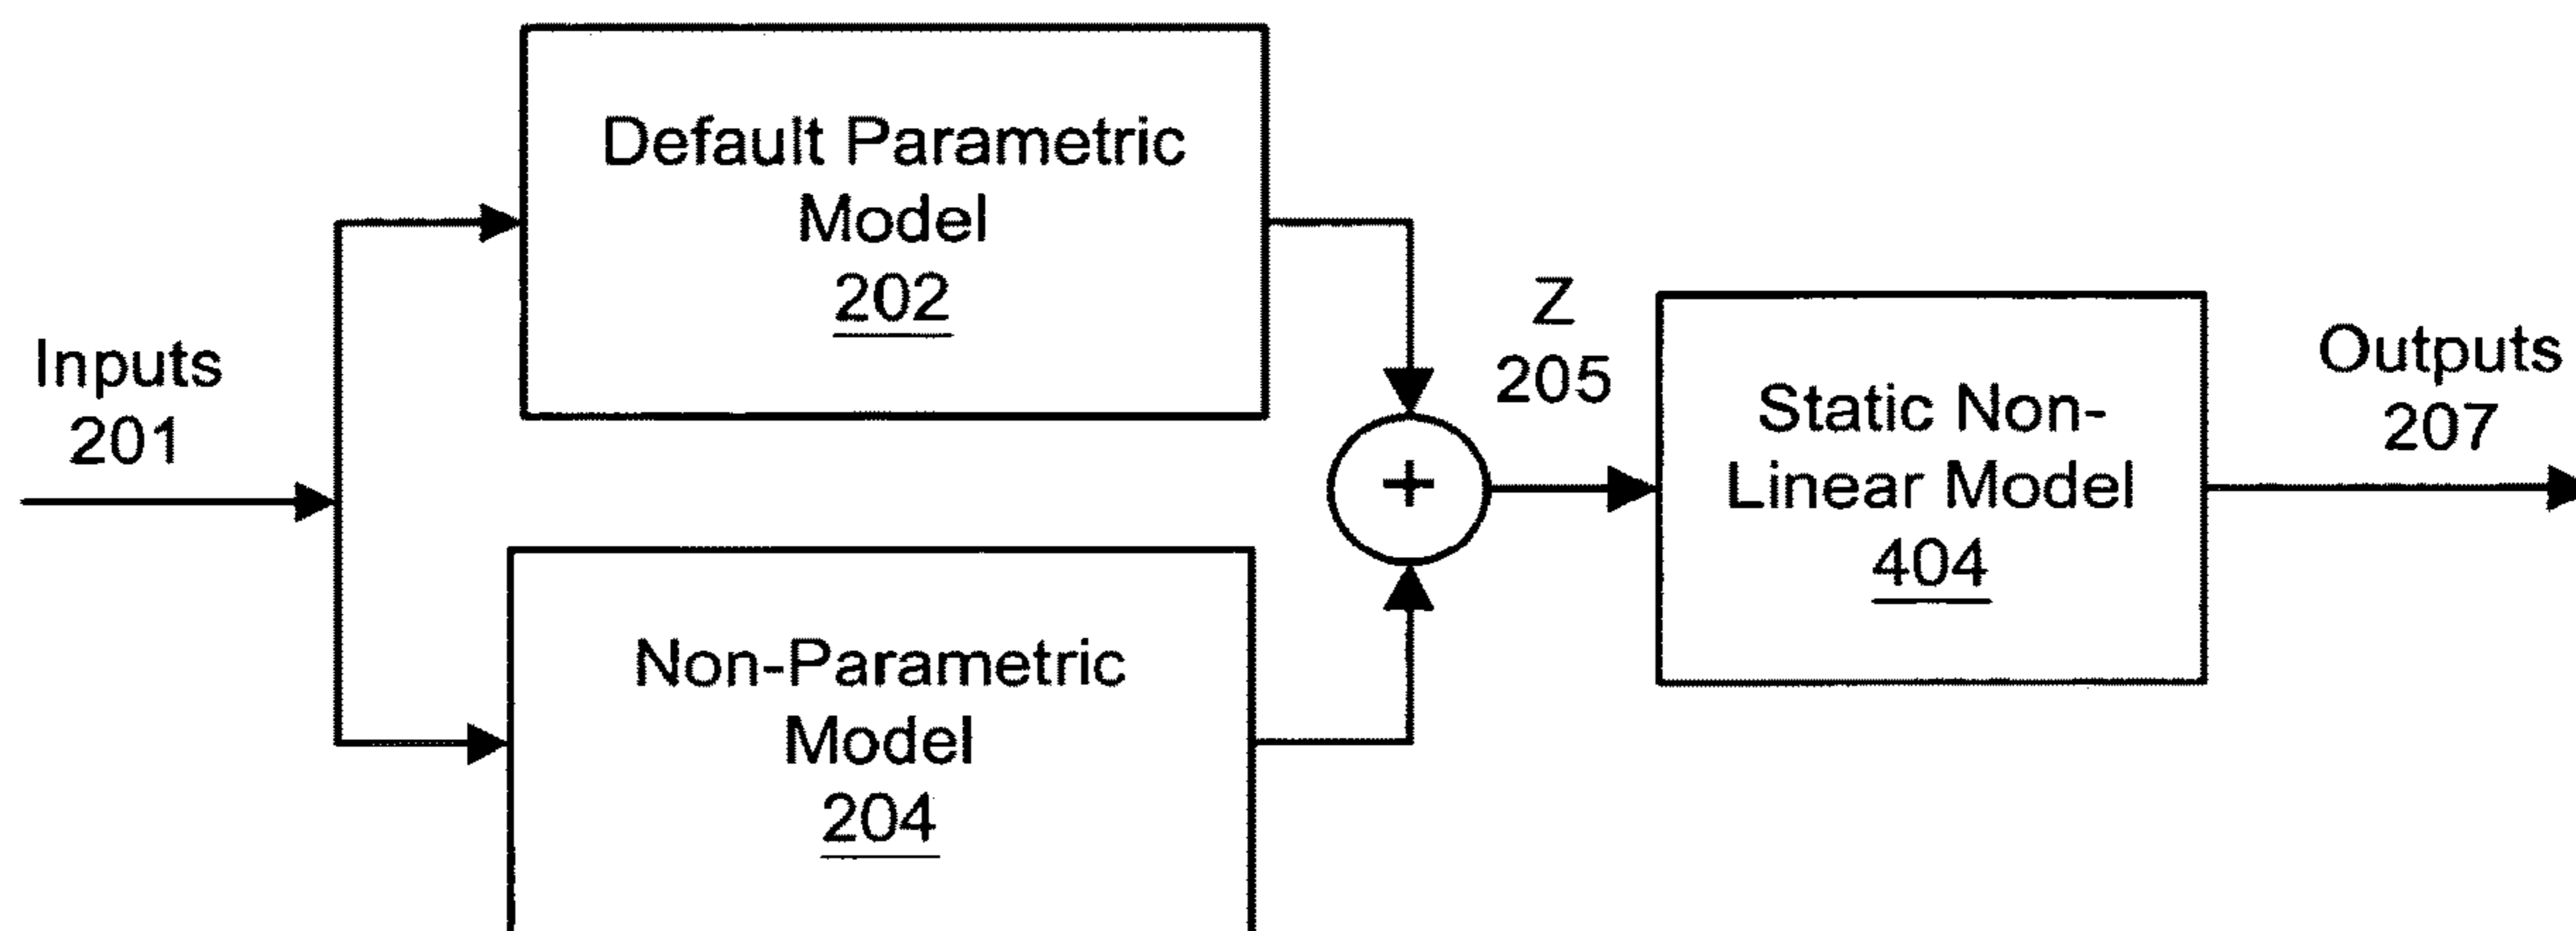 Default Parametric
Model
202
Inputs
201
Z
205
+
Static Non-
Linear Model
404
Outputs
207
Non-Parametric
Model
204